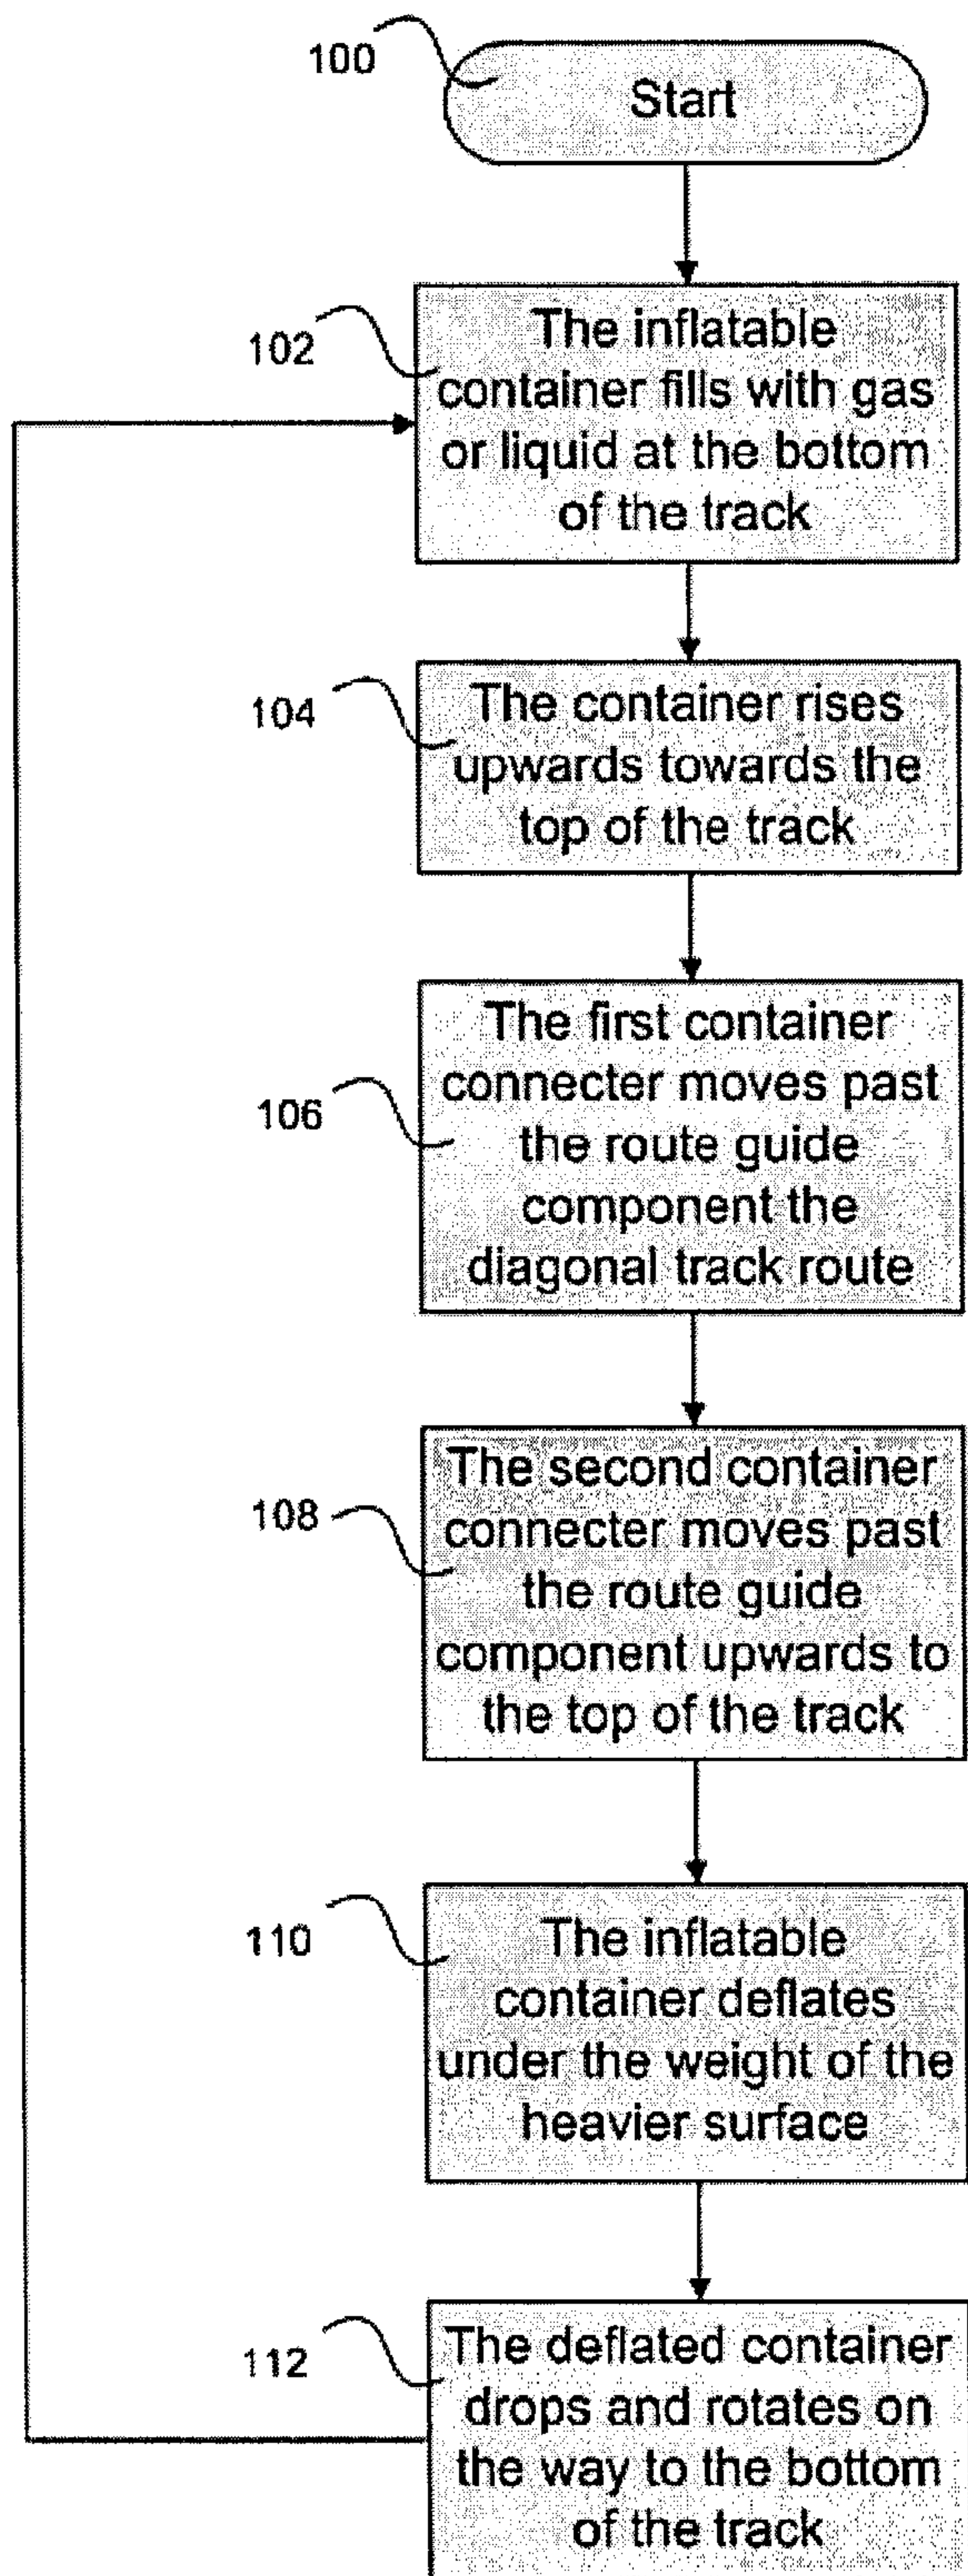 100
Start
102
The inflatable
container fills with gas
or liquid at the bottom
of the track
104
The container rises
upwards towards the
top of the track
106
The first container
connecter moves past
the route guide
component the
diagonal track route
108
The second container
connecter moves past
the route guide
component upwards to
the top of the track
110
The inflatable
container deflates
under the weight of the
heavier surface
112
The deflated container
drops and rotates on
the way to the bottom
of the track